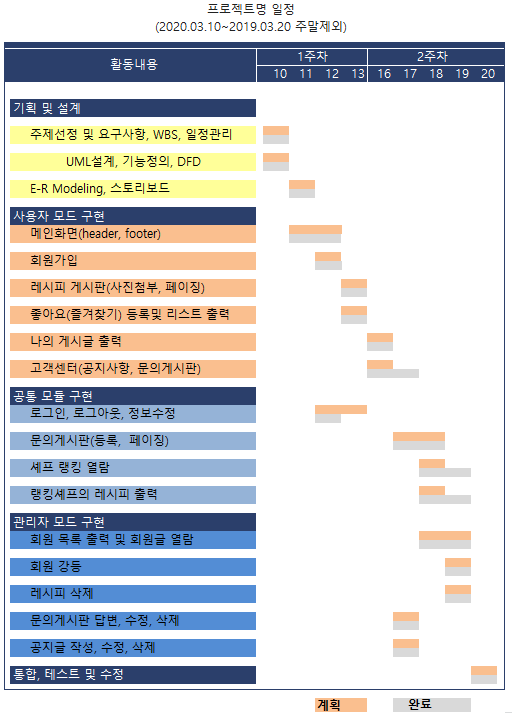 프로젝트명 일정
(2020.03.10~2019.03.20 주말제외)
활동내용
1주차 2주차
10 11 12 13 16 17 18 19 20
기획 및 설계
주제선정 및 요구사항, WBS, 일정관리
UML설계, 기능정의, DFD
E-R Modeling, 스토리보드
사용자 모드 구현
메인화면(header, footer)
회원가입
레시피 게시판(사진첨부, 페이징)
좋아요(즐겨찾기) 등록및 리스트 출력
나의 게시글 출력
고객센터(공지사항, 문의게시판)
공통 모듈 구현
로그인, 로그아웃, 정보수정
문의게시판(등록, 페이징)
셰프 랭킹 열람
랭킹셰프의 레시피 출력
관리자 모드 구현
회원 목록 출력 및 회원글 열람
회원 강등
레시피 삭제
문의게시판 답변, 수정, 삭제
공지글 작성, 수정, 삭제
통합, 테스트 및 수정
계획 완료